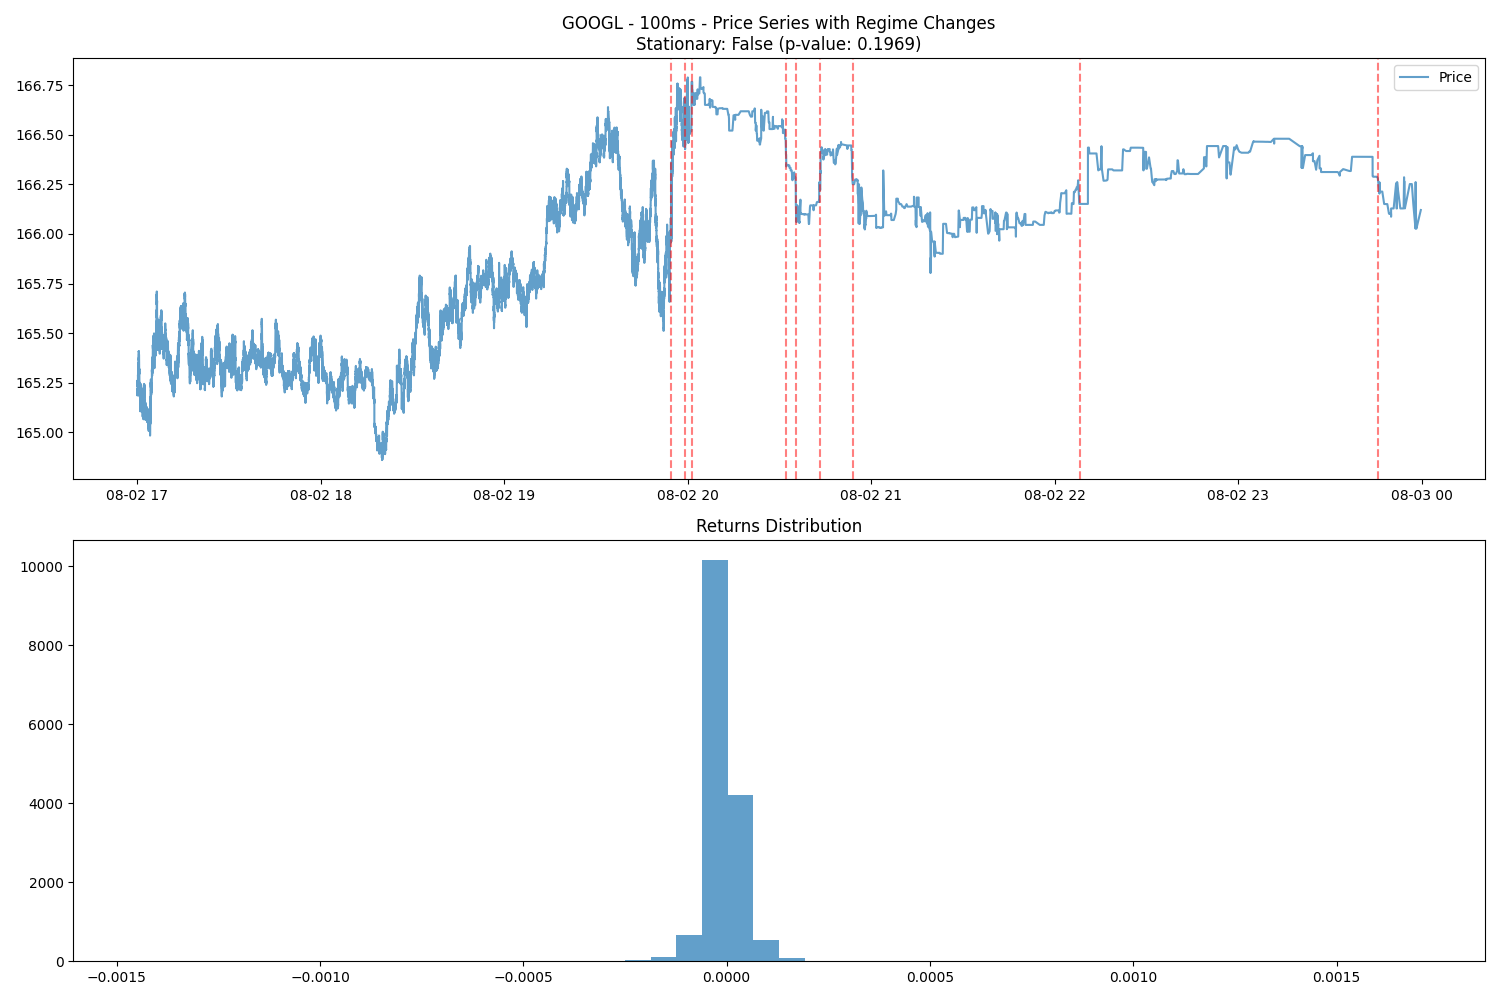 GOOGL - 100ms - Price Series with Regime Changes
Stationary: False (p-value: 0.1969)
Price
166.75
166.50
166.25
166.00
165.75
165.50
165.25
165.00
08-02 17 08-02 18 08-02 19 08-02 20 08-02 21 08-02 22 08-02 23 08-03 00
Returns Distribution
10000
8000
6000
4000
2000
0
−0.0015 −0.0010 −0.0005 0.0000 0.0005 0.0010 0.0015